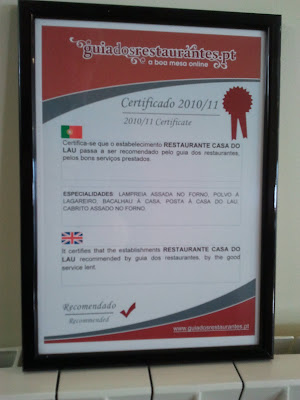 guiadosrestaurantes.pt
a boa mesa online
Certificado 2010/11
2010/11 Certificate
Certifica-se que o estabelecimento RESTAURANTE CASA DO
LAU passa a ser recomendado pelo guia dos restaurantes,
pelos bons serviços prestados.
ESPECIALIDADES: LAMPREIA ASSADA NO FORNO, POLVO À
LAGAREIRO, BACALHAU À CASA, POSTA À CASA DO LAU,
CABRITO ASSADO NO FORNO.
It certifies that the establishments RESTAURANTE CASA DO
LAU recommended by guia dos restaurantes, by the good
service lent.
Recomendado
Recommended
www.guiadosrestaurantes.pt